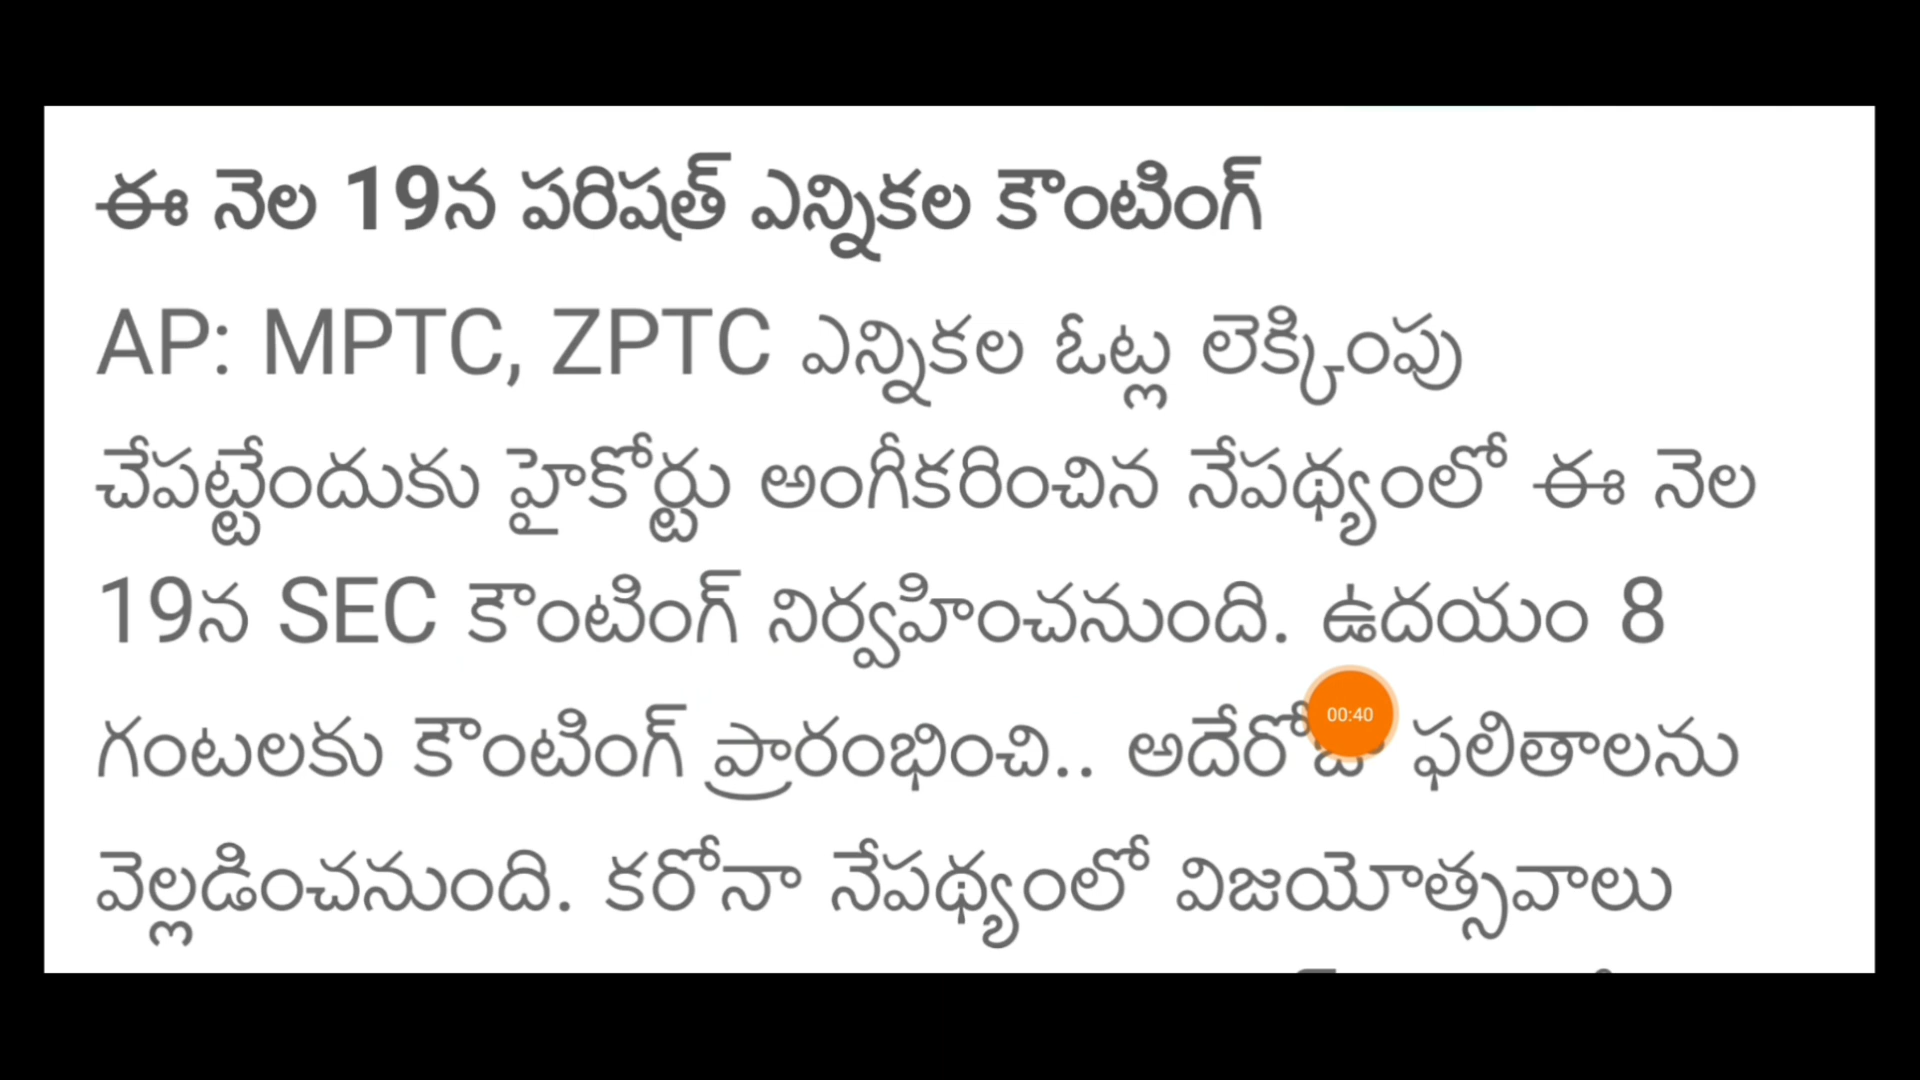 ఈ నెల 19న పరిషత్ ఎన్నికల కౌంటింగ్
AP: MPTC, ZPTC ఎన్నికల ఓట్ల లెక్కింపు
చేపట్టేందుకు హైకోర్టు అంగీకరించిన నేపథ్యంలో ఈ నెల
19న SEC కౌంటింగ్ నిర్వహించనుంది. ఉదయం 8
గంటలకు కౌంటింగ్ ప్రారంభించి.. ఫలితాలను
00:40
వెల్లడించనుంది. కరోనా నేపథ్యంలో విజయోత్సవాలు